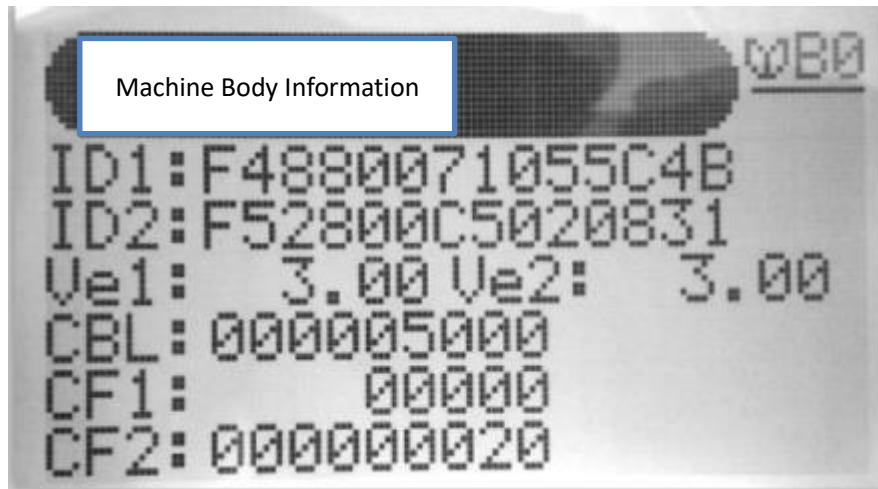 Machine Body Information
ϣB0
ID1:F4880071055C4B
ID2:F52800C5020831
Ve1: 3.00 Ve2: 3.00
CBL:000005000
CF1: 00000
CF2:000000020